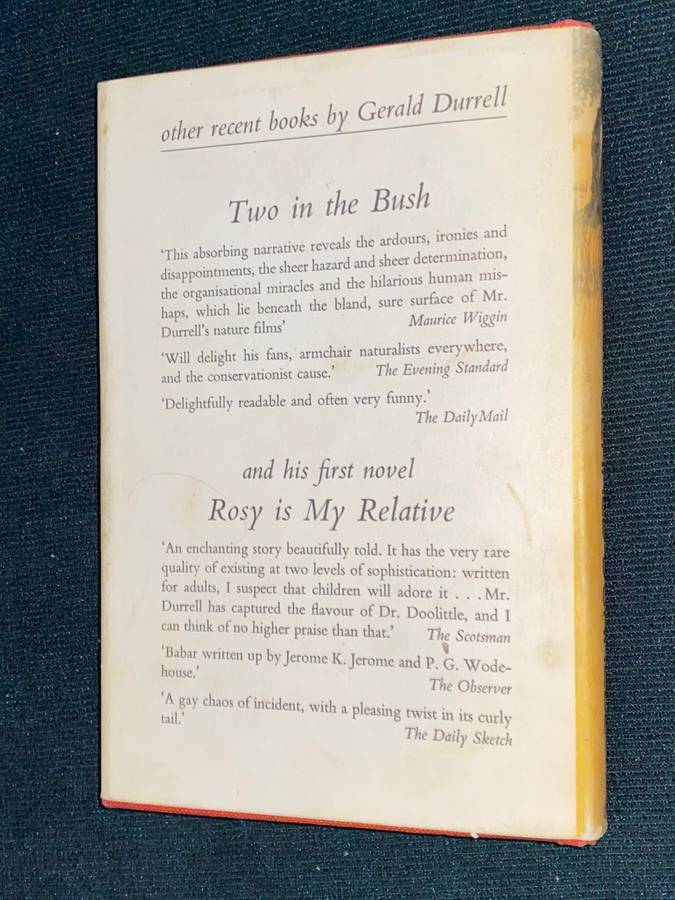 other recent books by Gerald Durrell
Two in the Bush
‘This absorbing narrative reveals the ardours, ironies and
disappointments, the sheer hazard and sheer determination,
the organisational miracles and the hilarious human mis-
haps, which lie beneath the bland, sure surface of Mr.
Durrell's nature films’ Maurice Wiggin
‘Will delight his fans, armchair naturalists everywhere,
and the conservationist cause.’ The Evening Standard
‘Delightfully readable and often very funny.’
The Daily Mail
and his first novel
Rosy is My Relative
‘An enchanting story beautifully told. It has the very rare
quality of existing at two levels of sophistication: written
for adults, I suspect that children will adore it . . . Mr.
Durrell has captured the flavour of Dr. Doolittle, and I
can think of no higher praise than that.’ The Scotsman
‘Babar written up by Jerome K. Jerome and P. G. Wode-
house.’
The Observer
‘A gay chaos of incident, with a pleasing twist in its curly
tail.’
The Daily Sketch